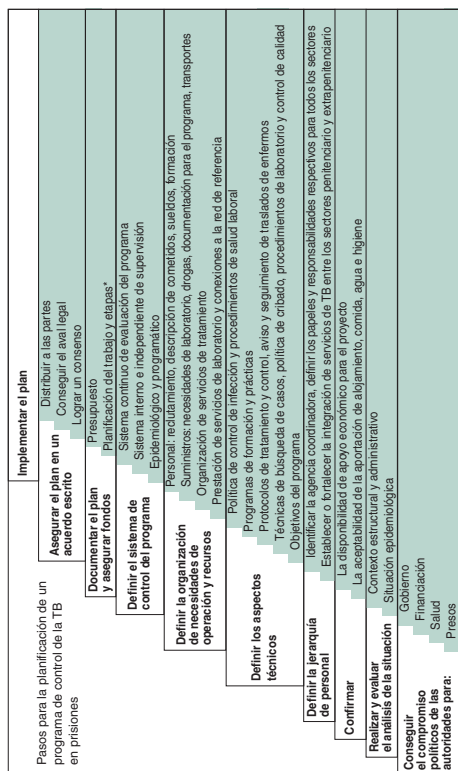 Pasos para la planificación de un
programa de control de la TB
en prisiones
Implementar el plan
Asegurar el plan en un
acuerdo escrito
Distribuir a las partes
Conseguir el aval legal
Lograr un consenso
Documentar el plan
y asegurar fondos
Presupuesto
Planificación del trabajo y etapas*
Definir el sistema de
control del programa
Sistema continuo de evaluación del programa
Sistema interno e independiente de supervisión
Epidemiológico y programático
Definir la organización
de necesidades de
operación y recursos
Personal: reclutamiento, descripción de cometidos, sueldos, formación
Suministros: necesidades de laboratorio, drogas, documentación para el programa, transportes
Organización de servicios de tratamiento
Prestación de servicios de laboratorio y conexiones a la red de referencia
Definir los aspectos
técnicos
Política de control de infección y procedimientos de salud laboral
Programas de formación y prácticas
Protocolos de tratamiento y control, aviso y seguimiento de traslados de enfermos
Técnicas de búsqueda de casos, política de cribado, procedimientos de laboratorio y control de calidad
Objetivos del programa
Definir la jerarquía
de personal
Identificar la agencia coordinadora, definir los papeles y responsabilidades respectivos para todos los sectores
Establecer o fortalecer la integración de servicios de TB entre los sectores penitenciario y extrapenitenciario
Confirmar
La disponibilidad de apoyo económico para el proyecto
La aceptabilidad de la aportación de alojamiento, comida, agua e higiene
Realizar y evaluar
el análisis de la situación
Contexto estructural y administrativo
Situación epidemiológica
Conseguir
el compromiso
políticos de las
autoridades para:
Gobierno
Financiación
Salud
Presos